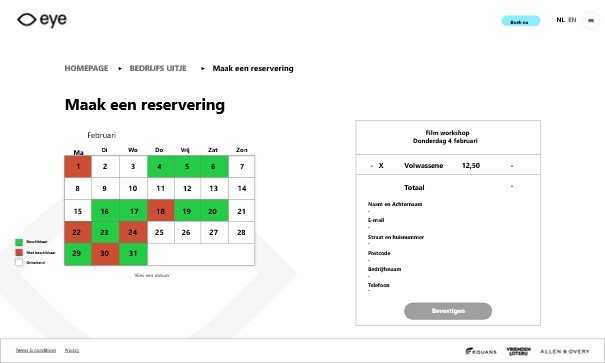 eye
Boek nu
NL EN
HOMEPAGE ▸ BEDRIJFS UITJE ▸ Maak een reservering
Maak een reservering
Februari
Ma Di Wo Do Vrij Zat Zon
1 2 3 4 5 6 7
8 9 10 11 12 13 14
15 16 17 18 19 20 21
22 23 24 25 26 27 28
29 30 31
Beschikbaar
Niet beschikbaar
Onbekend
*Kies een datum*
Film workshop
Donderdag 4 februari
- X Volwassene 12,50 -
Totaal -
Naam en Achternaam
-
E-mail
-
Straat en huisnummer
-
Postcode
-
Bedrijfsnaam
-
Telefoon
-
Bevestigen
Terms & conditions Privacy
EQUANS
VRIENDEN
LOTERIJ
ALLEN & OVERY